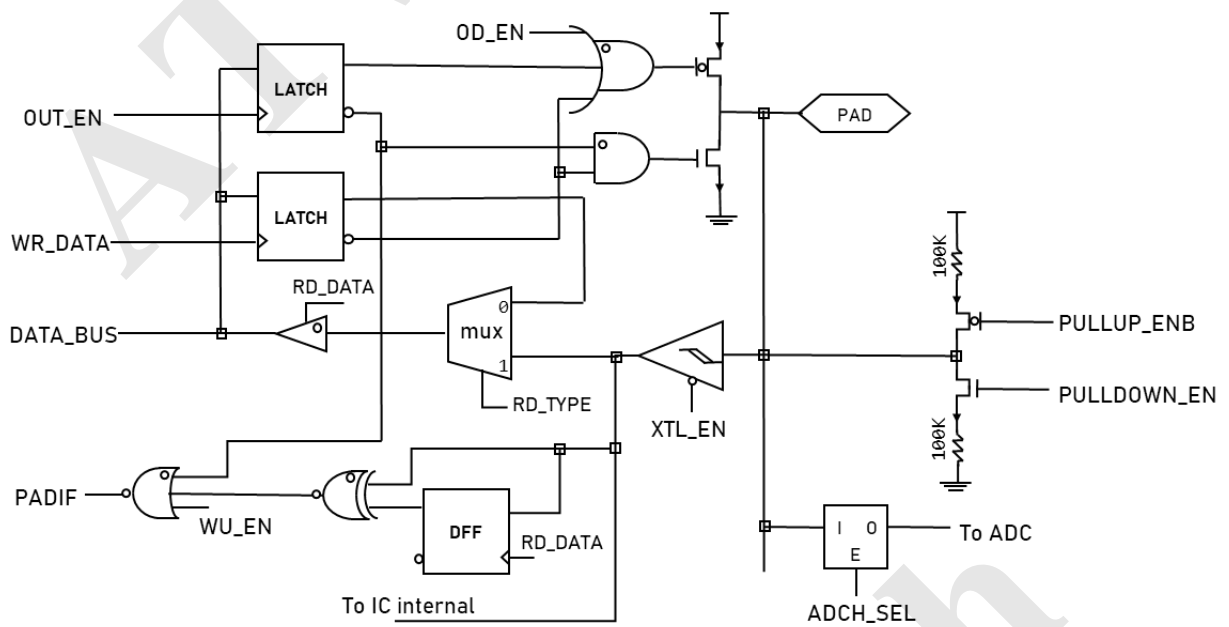 OD_EN
LATCH
OUT_EN
PAD
LATCH
WR_DATA
RD_DATA
100K
DATA_BUS
mux
0
1
PULLUP_ENB
PULLDOWN_EN
RD_TYPE
XTL_EN
100K
PADIF
WU_EN
DFF
RD_DATA
I O
E
To ADC
To IC internal
ADCH_SEL
AT
h